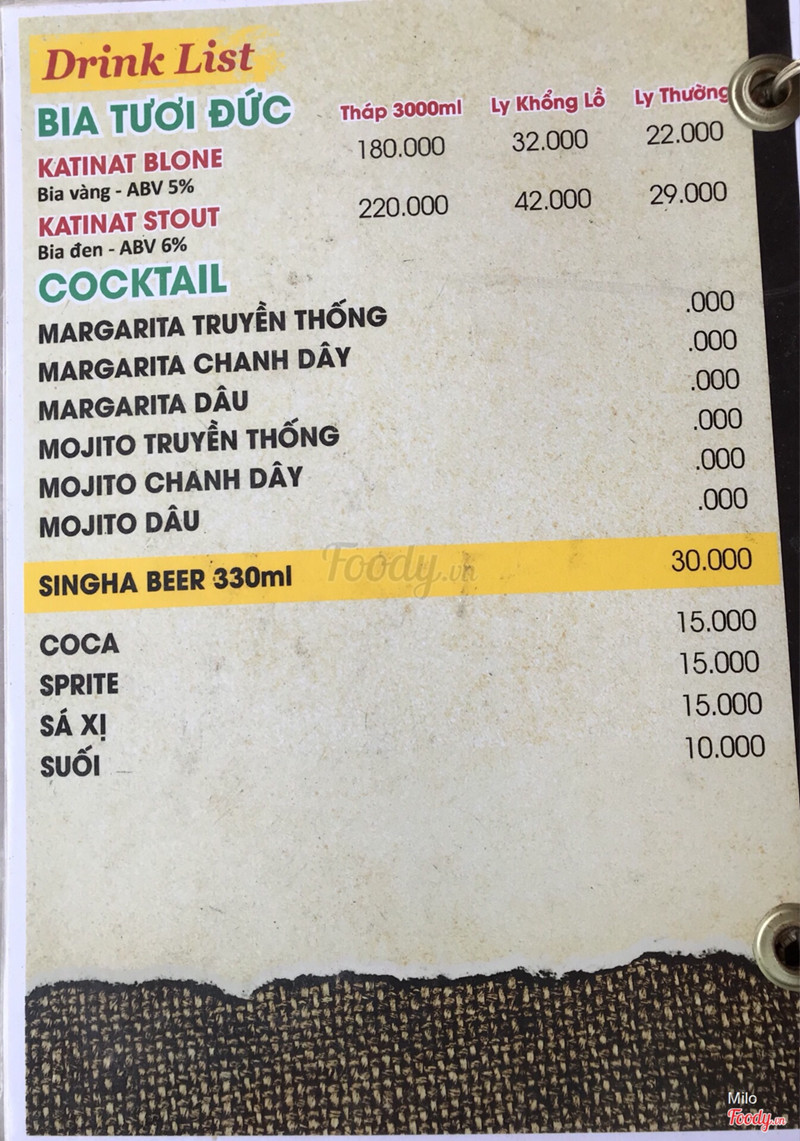 Drink List
BIA TƯƠI ĐỨC Tháp 3000ml Ly Khổng Lồ Ly Thường
KATINAT BLONE 180.000 32.000 22.000
Bia vàng - ABV 5%
KATINAT STOUT 220.000 42.000 29.000
Bia đen - ABV 6%
COCKTAIL
MARGARITA TRUYỀN THỐNG .000
MARGARITA CHANH DÂY .000
MARGARITA DÂU .000
MOJITO TRUYỀN THỐNG .000
MOJITO CHANH DÂY .000
MOJITO DÂU .000
SINGHA BEER 330ml 30.000
Foody.vn
COCA 15.000
SPRITE 15.000
SÁ XỊ 15.000
SUỐI 10.000
Milo
Foody.vn